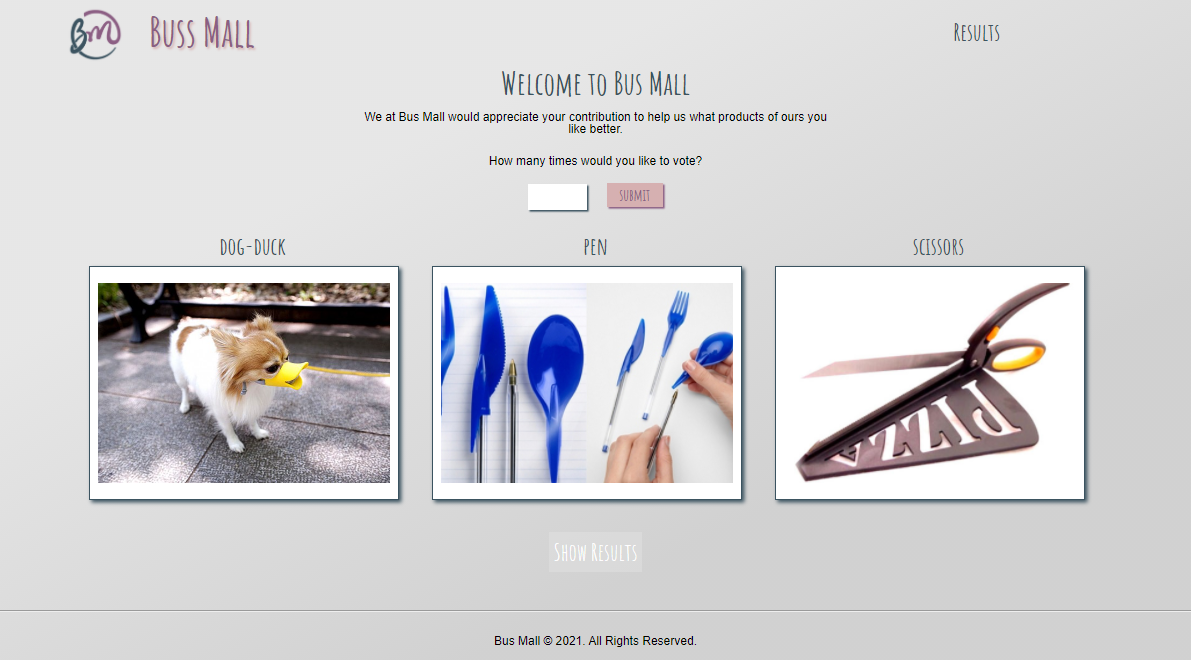 BM
Buss Mall
Results
Welcome to Bus Mall
We at Bus Mall would appreciate your contribution to help us what products of ours you
like better.
How many times would you like to vote?
submit
dog-duck
pen
scissors
PIZZA
Show Results
Bus Mall © 2021. All Rights Reserved.